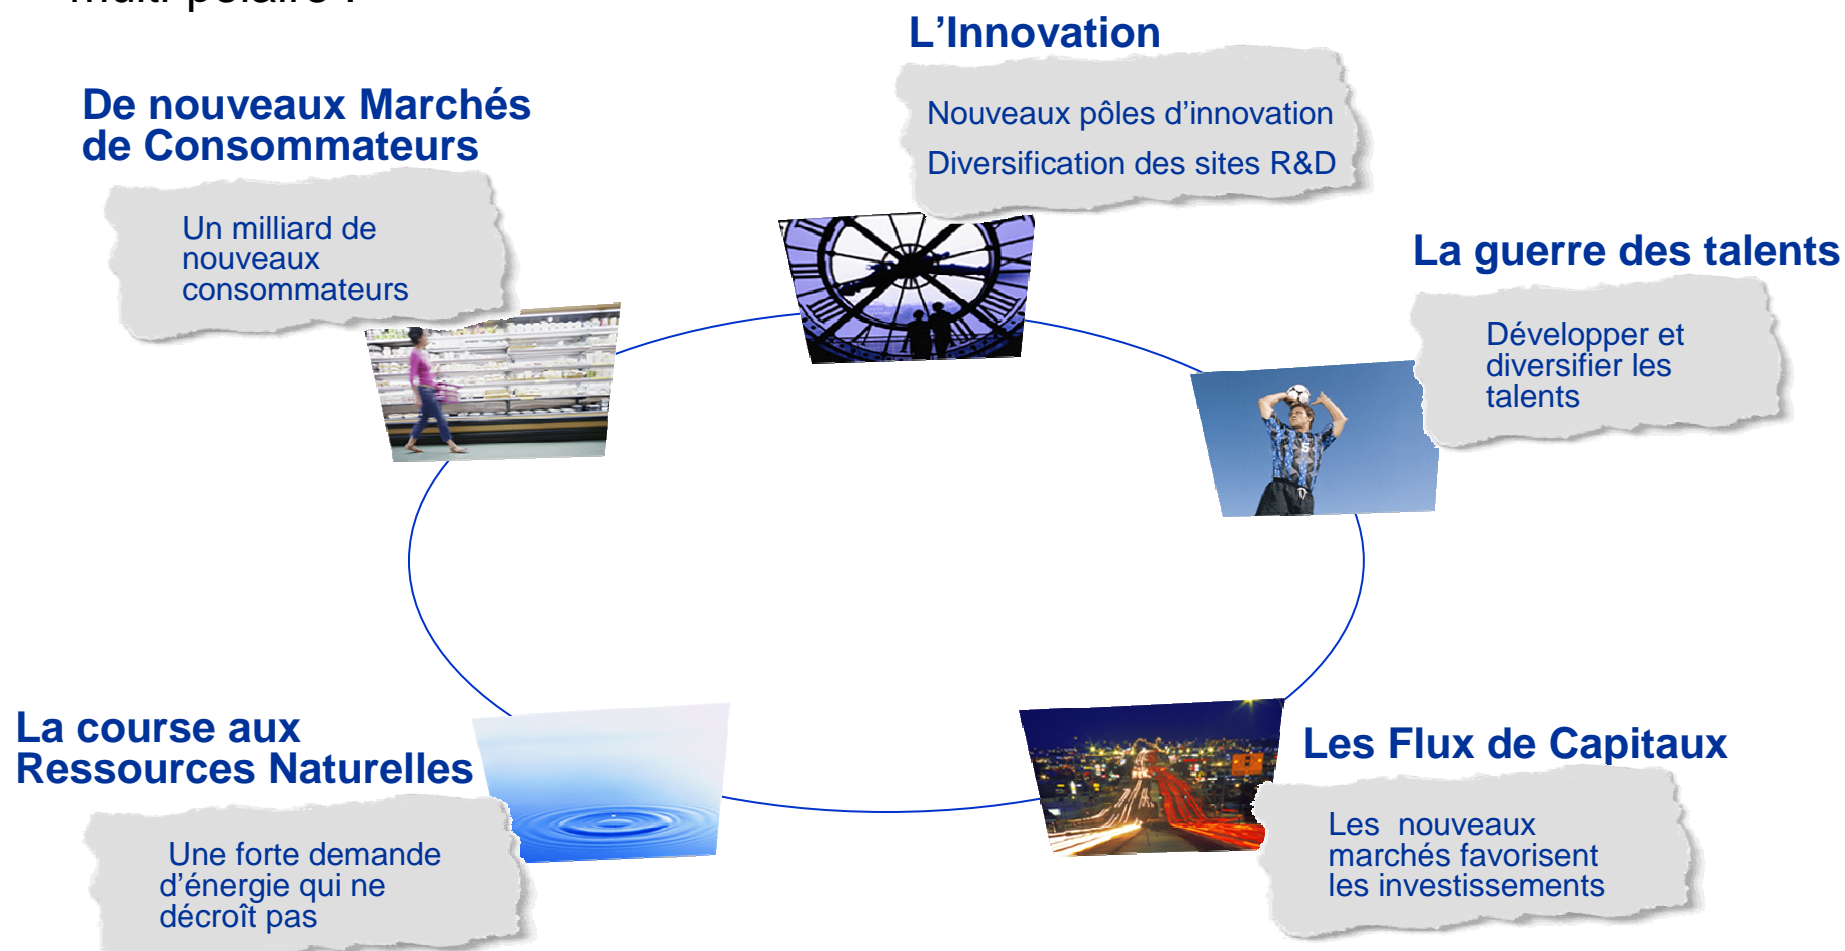 multi-polaire :
L’Innovation
Nouveaux pôles d’innovation
Diversification des sites R&D
De nouveaux Marchés
de Consommateurs
Un milliard de
nouveaux
consommateurs
La guerre des talents
Développer et
diversifier les
talents
La course aux
Ressources Naturelles
Une forte demande
d’énergie qui ne
décroît pas
Les Flux de Capitaux
Les  nouveaux
marchés favorisent
les investissements